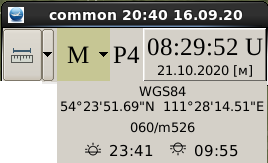 common 20:40 16.09.20
M P4 08:29:52 U
21.10.2020 [м]
WGS84
54°23'51.69"N 111°28'14.51"E
060/m526
23:41 09:55